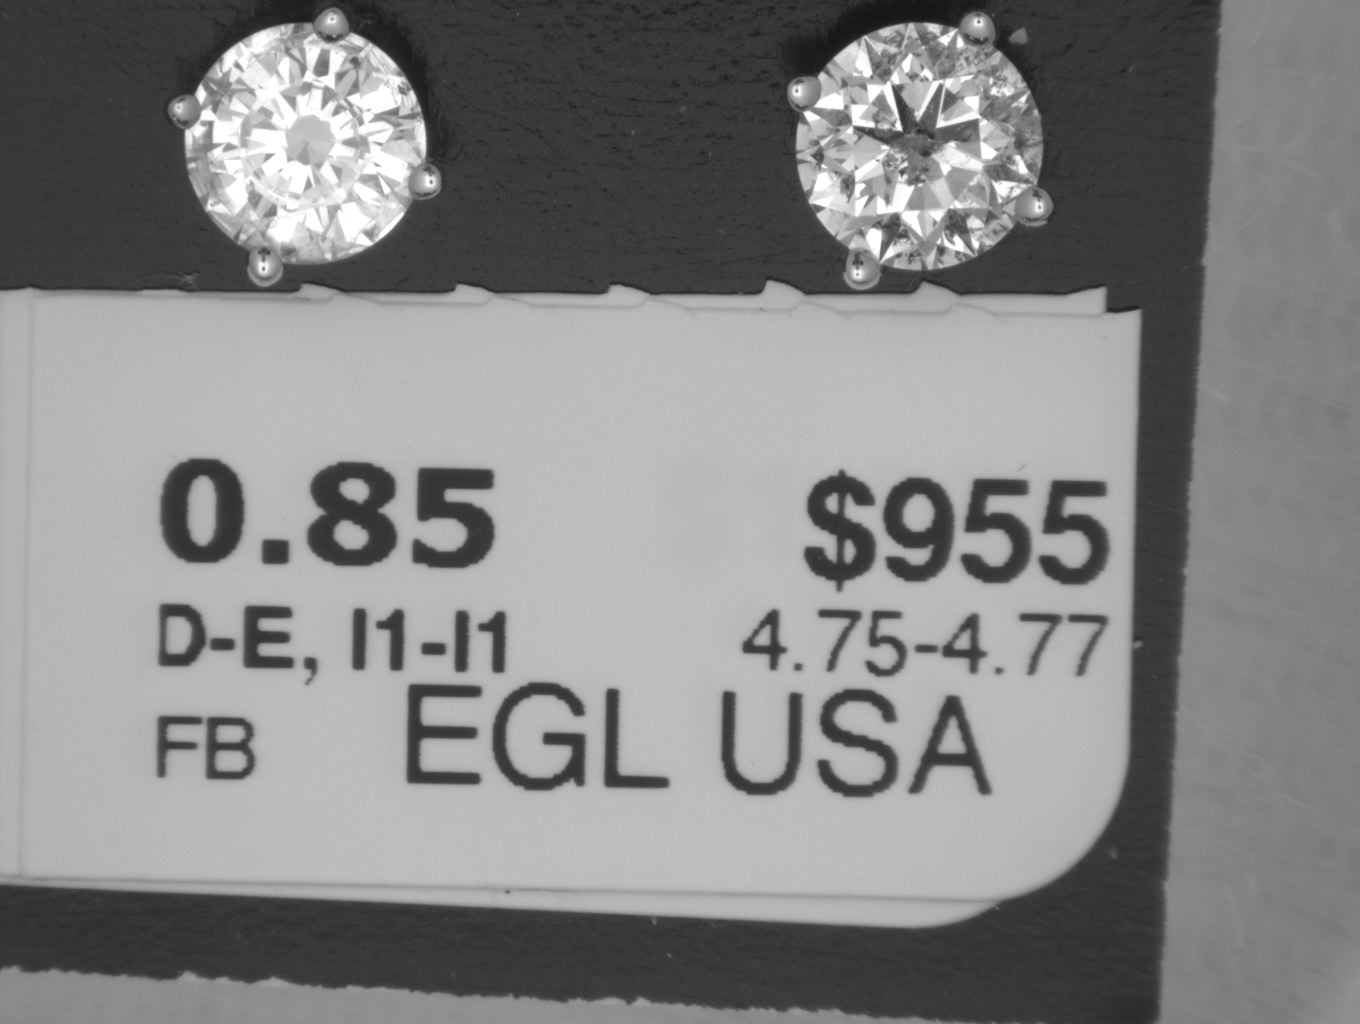 0.85 $955
D-E, I1-I1 4.75-4.77
FB EGL USA